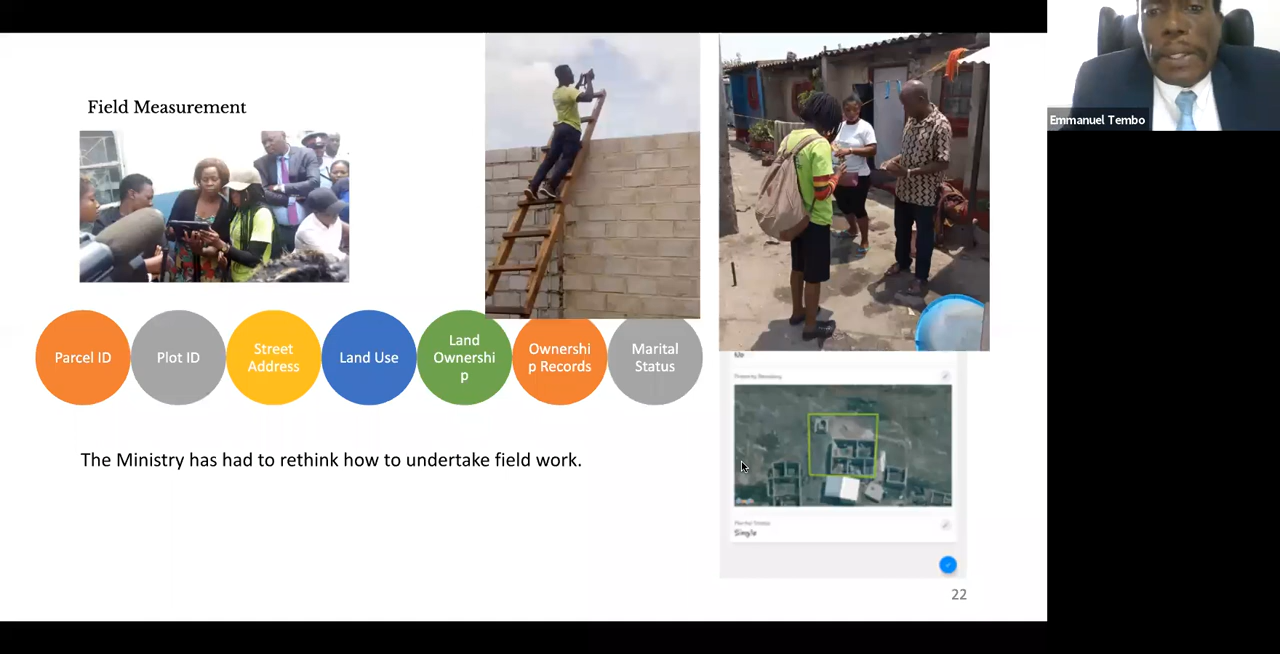 Emmanuel Tembo
Field Measurement
Parcel ID
Plot ID
Street
Address
Land Use
Land
Ownershi
p
Ownershi
p Records
Marital
Status
The Ministry has had to rethink how to undertake field work.
Single
22